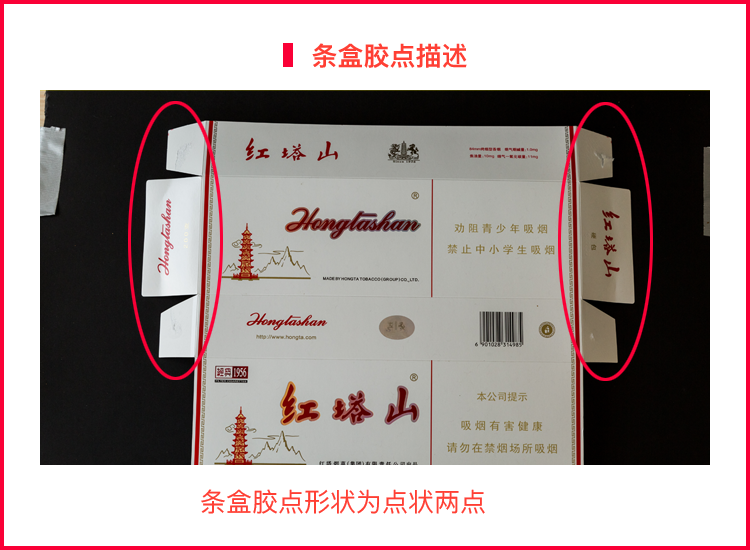 条盒胶点描述
红塔山
Hongtashan
®
劝阻青少年吸烟
禁止中小学生吸烟
MADE BY HONGTA TOBACCO (GROUP) CO., LTD.
Hongtashan
红塔山
Hongtashan
http://www.hongta.com
6 901028 314985
1956
®
红塔山
本公司提示
吸烟有害健康
请勿在禁烟场所吸烟
条盒胶点形状为点状两点